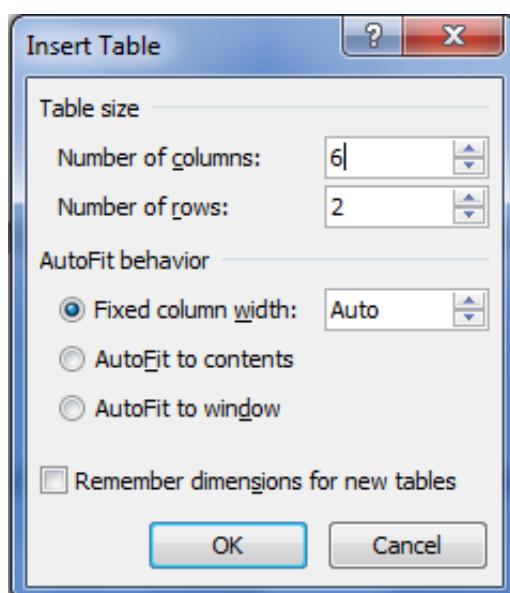 Insert Table ? X
Table size
Number of columns: 6
Number of rows: 2
AutoFit behavior
Fixed column width: Auto
AutoFit to contents
AutoFit to window
Remember dimensions for new tables
OK Cancel